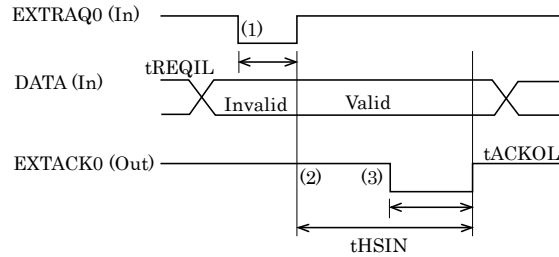 EXTRAQ0 (In)
(1)
tREQIL
DATA (In)
Invalid
Valid
tACKOL
EXTACK0 (Out)
(2)
(3)
tHSIN